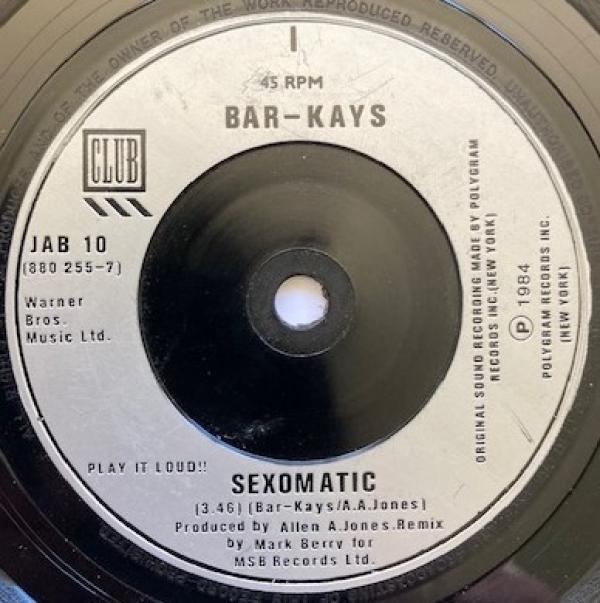 OF THE OWNER OF THE WORK REPRODUCED RESERVED. UNAUTHORISED
I
45 RPM
BAR-KAYS
CLUB
JAB 10
(880 255-7)
Warner
Bros.
Music Ltd.
ORIGINAL SOUND RECORDING MADE BY POLYGRAM
RECORDS INC.(NEW YORK)
℗ 1984
POLYGRAM RECORDS INC.
(NEW YORK)
PLAY IT LOUD!!
SEXOMATIC
(3.46) (Bar-Kays/A.A.Jones)
Produced by Allen A.Jones.Remix
by Mark Berry for
MSB Records Ltd.